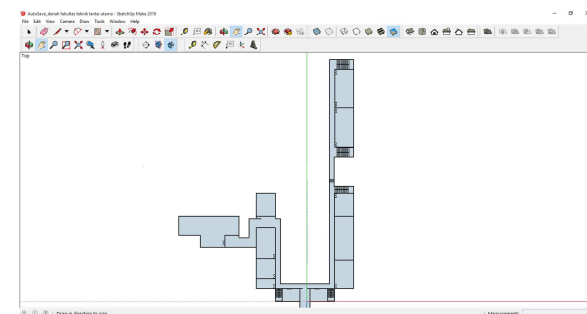 AutoSave_denah fakultas teknik lantai utama - SketchUp Make 2016
File Edit View Camera Draw Tools Window Help
Top
Drag in direction to pan
Measurements